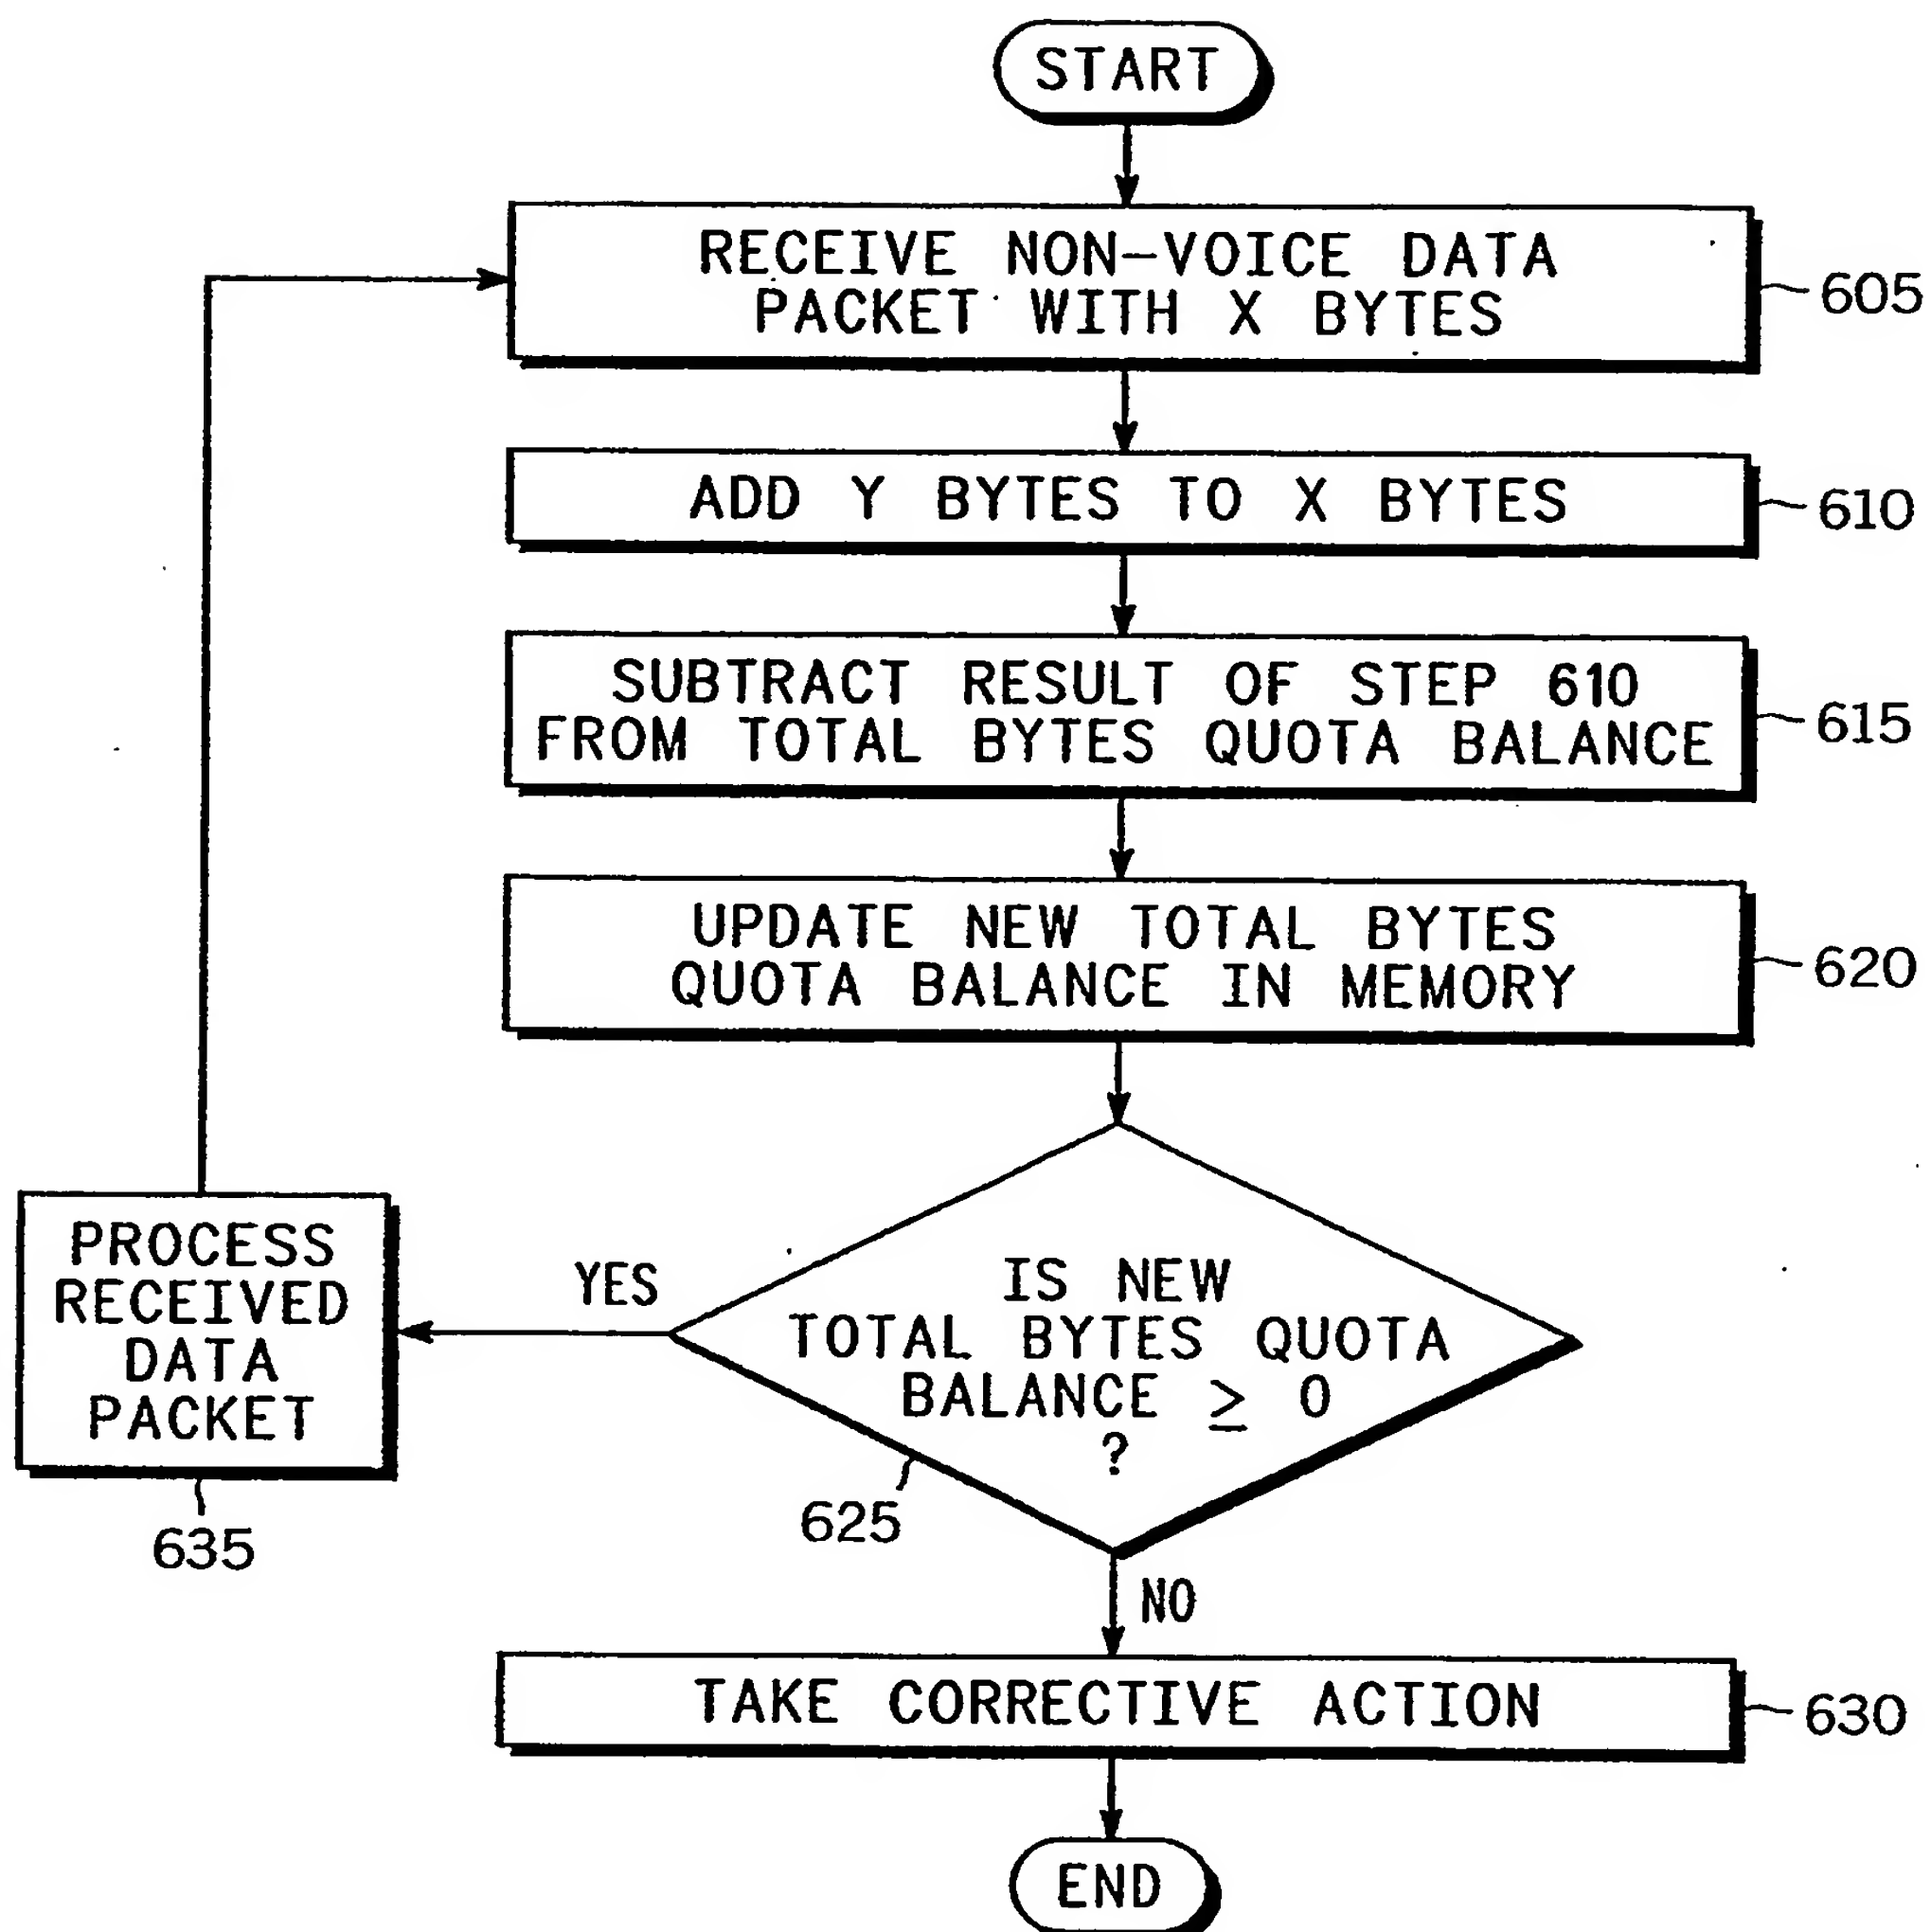 START
RECEIVE NON-VOICE DATA
PACKET WITH X BYTES
605
ADD Y BYTES TO X BYTES
610
SUBTRACT RESULT OF STEP 610
FROM TOTAL BYTES QUOTA BALANCE
615
UPDATE NEW TOTAL BYTES
QUOTA BALANCE IN MEMORY
620
IS NEW
TOTAL BYTES QUOTA
BALANCE ≥ 0
?
625
YES
PROCESS
RECEIVED
DATA
PACKET
635
NO
TAKE CORRECTIVE ACTION
630
END